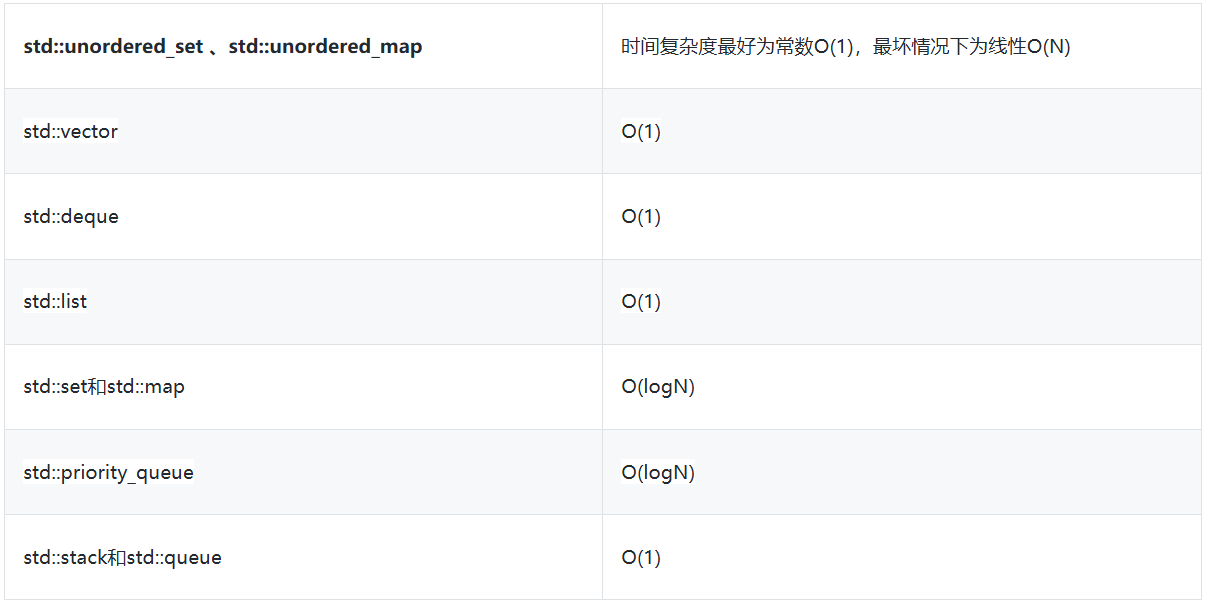 std::unordered_set 、std::unordered_map
时间复杂度最好为常数O(1)，最坏情况下为线性O(N)
std::vector
O(1)
std::deque
O(1)
std::list
O(1)
std::set和std::map
O(logN)
std::priority_queue
O(logN)
std::stack和std::queue
O(1)